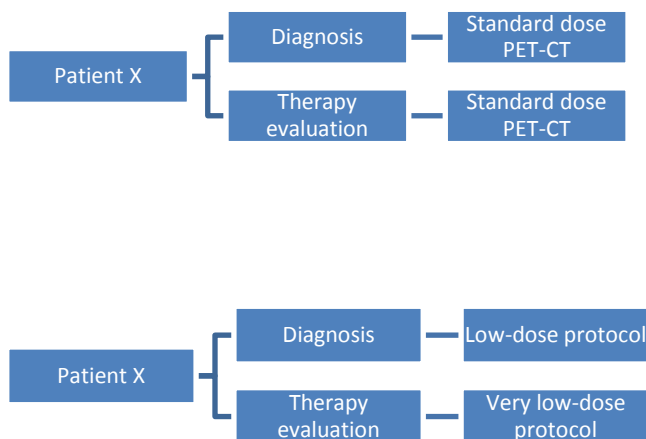 Patient X
Diagnosis
Standard dose
PET-CT
Therapy
evaluation
Standard dose
PET-CT
Patient X
Diagnosis
Low-dose protocol
Therapy
evaluation
Very low-dose
protocol